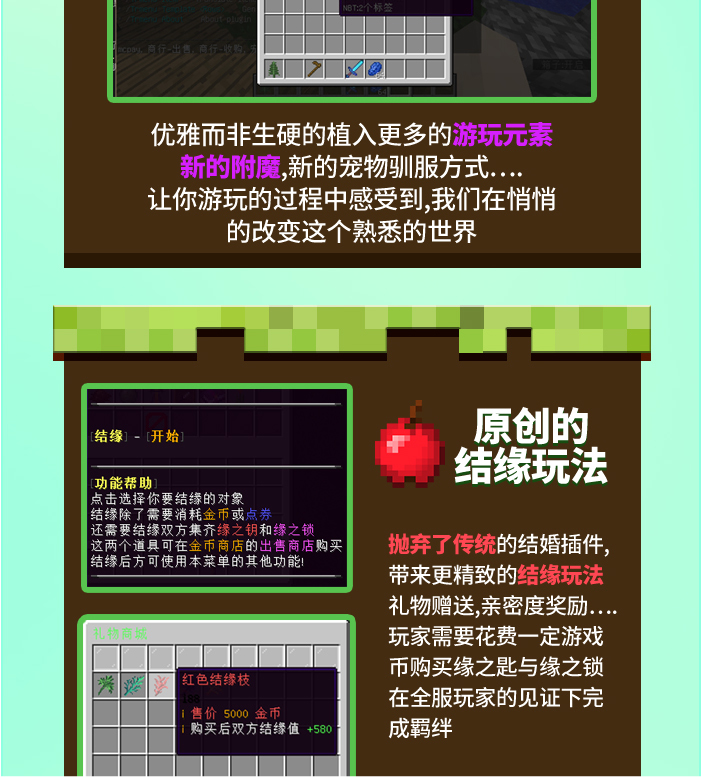 NBT:2个标签
优雅而非生硬的植入更多的游玩元素
新的附魔,新的宠物驯服方式....
让你游玩的过程中感受到,我们在悄悄
的改变这个熟悉的世界
[结缘] - [开始]
[功能帮助]
点击选择你要结缘的对象
结缘除了需要消耗金币或点券
还需要结缘双方集齐缘之钥和缘之锁
这两个道具可在金币商店的出售商店购买
结缘后方可使用本菜单的其他功能!
原创的
结缘玩法
抛弃了传统的结婚插件,
带来更精致的结缘玩法
礼物赠送,亲密度奖励....
玩家需要花费一定游戏
币购买缘之匙与缘之锁
在全服玩家的见证下完
成羁绊
礼物商城
红色结缘枝
售价 5000 金币
购买后双方结缘值 +580